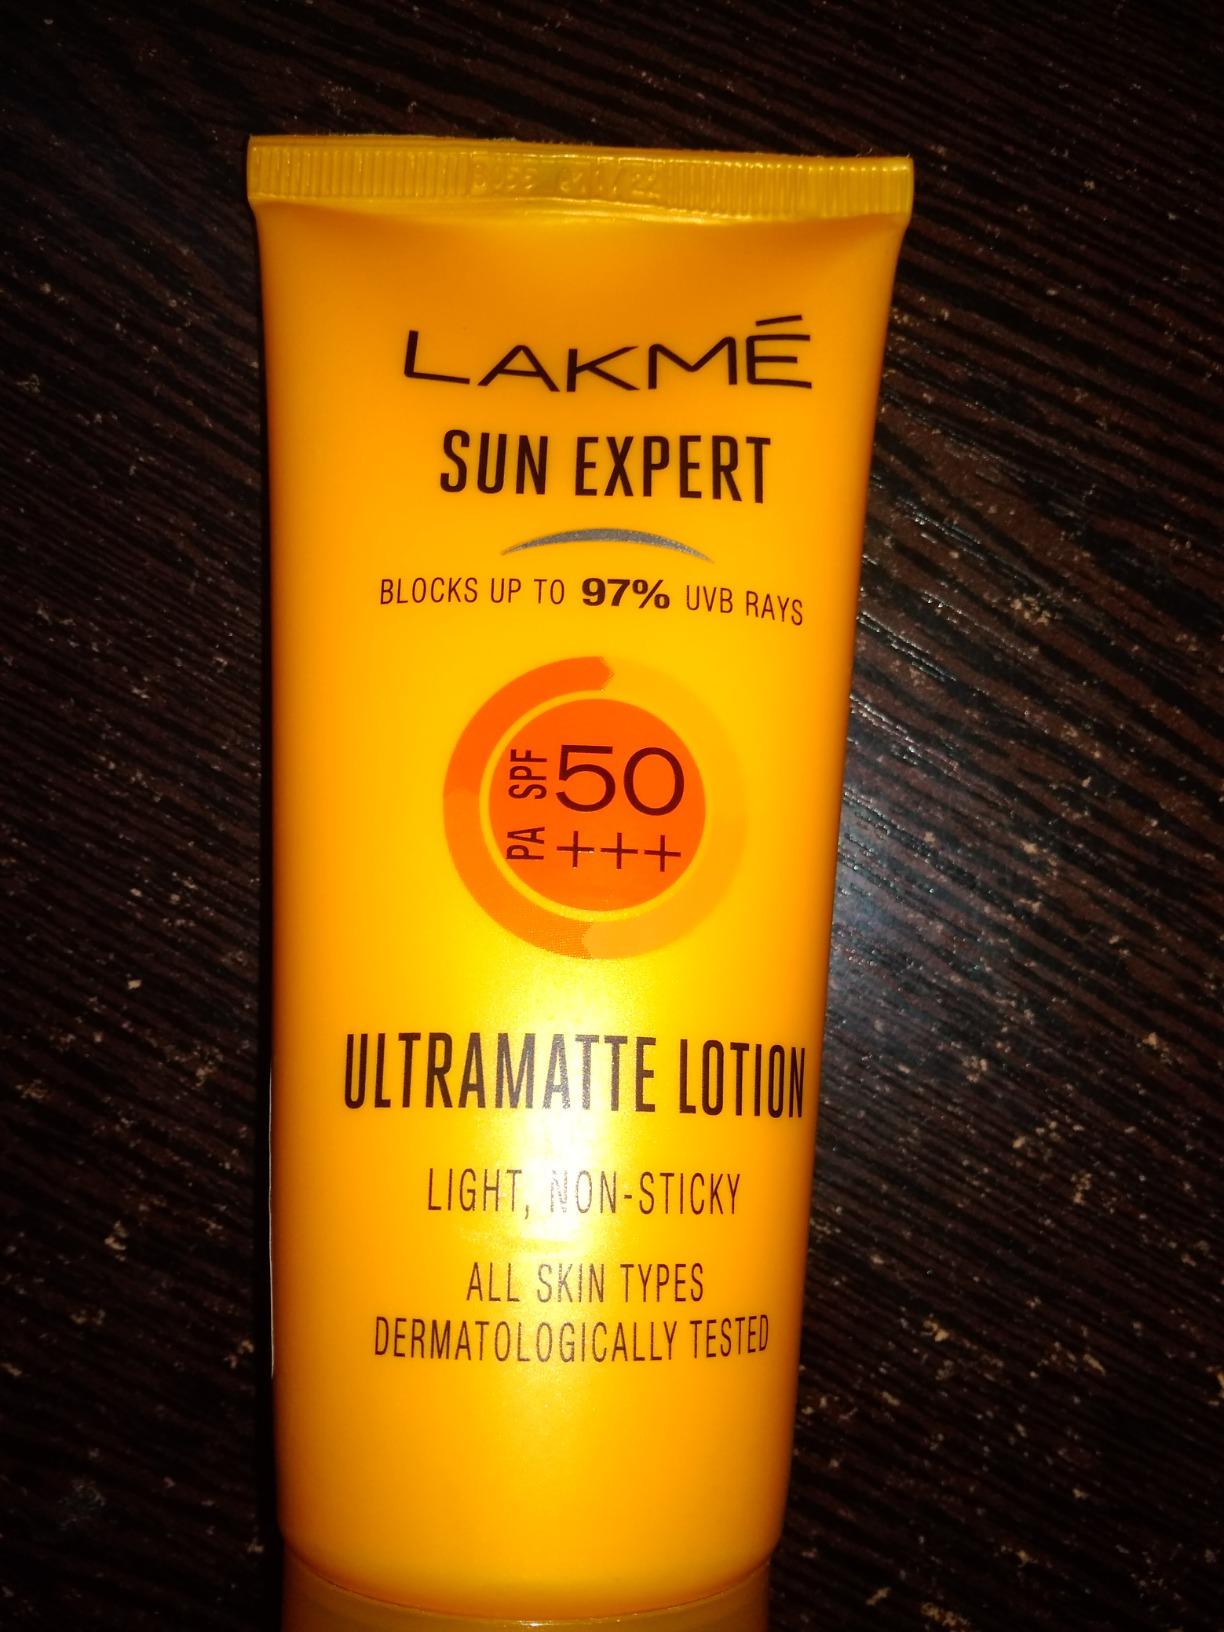 LAKMÉ
SUN EXPERT
BLOCKS UP TO 97% UVB RAYS
SPF 50
PA +++
ULTRAMATTE LOTION
LIGHT, NON-STICKY
ALL SKIN TYPES
DERMATOLOGICALLY TESTED